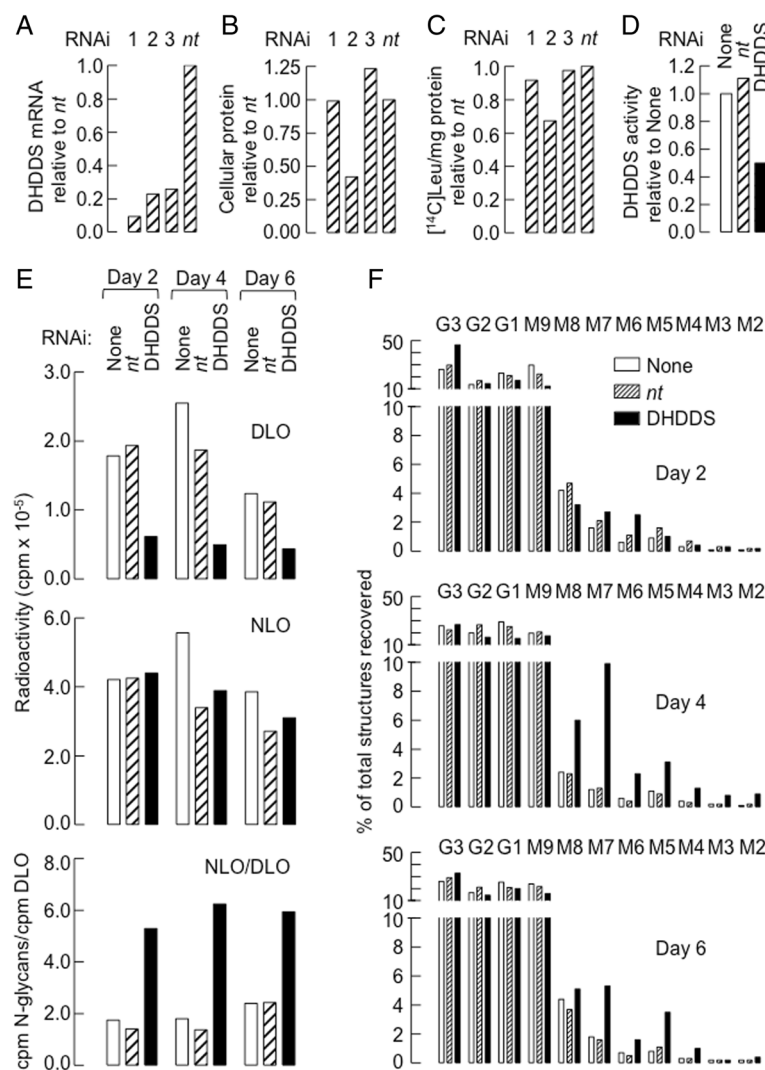 A
RNAi 1 2 3 nt
DHDDS mRNA
relative to nt
1.0
0.8
0.6
0.4
0.2
0.0
B
RNAi 1 2 3 nt
Cellular protein
relative to nt
1.25
1.00
0.75
0.50
0.25
0.00
C
RNAi 1 2 3 nt
[¹⁴C]Leu/mg protein
relative to nt
1.0
0.8
0.6
0.4
0.2
0.0
D
RNAi None nt DHDDS
DHDDS activity
relative to None
1.2
1.0
0.8
0.6
0.4
0.2
0.0
E
Day 2 Day 4 Day 6
RNAi: None nt DHDDS None nt DHDDS None nt DHDDS
Radioactivity (cpm x 10⁻⁵)
3.0
DLO
2.0
1.0
0.0
6.0
NLO
4.0
2.0
0.0
cpm N-glycans/cpm DLO
8.0
NLO/DLO
6.0
4.0
2.0
0.0
F
% of total structures recovered
G3 G2 G1 M9 M8 M7 M6 M5 M4 M3 M2
50
10
None
nt
DHDDS
10
8
6
Day 2
4
2
0
G3 G2 G1 M9 M8 M7 M6 M5 M4 M3 M2
50
10
10
8
Day 4
6
4
2
0
G3 G2 G1 M9 M8 M7 M6 M5 M4 M3 M2
50
10
10
8
Day 6
6
4
2
0